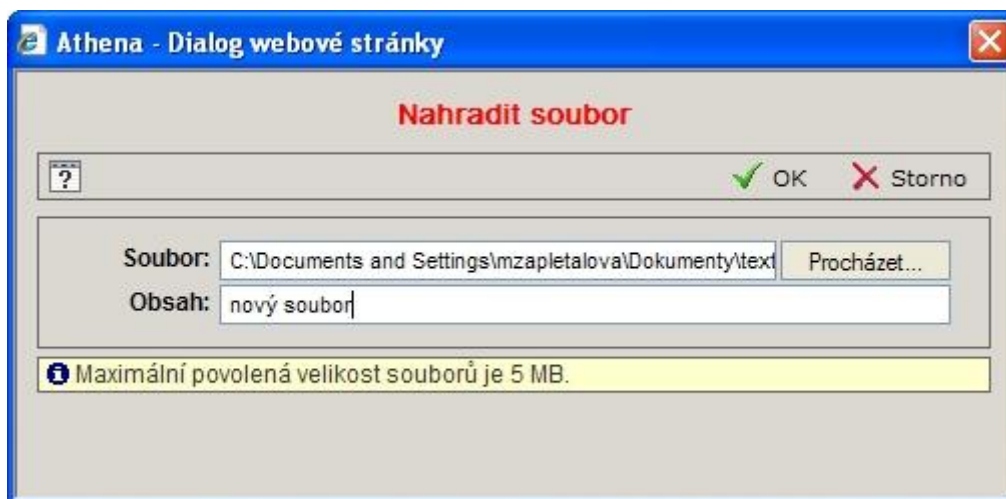 Athena - Dialog webové stránky
Nahradit soubor
? OK Storno
Soubor: C:\Documents and Settings\mzapletalova\Dokumenty\text Procházet...
Obsah: nový soubor
Maximální povolená velikost souborů je 5 MB.